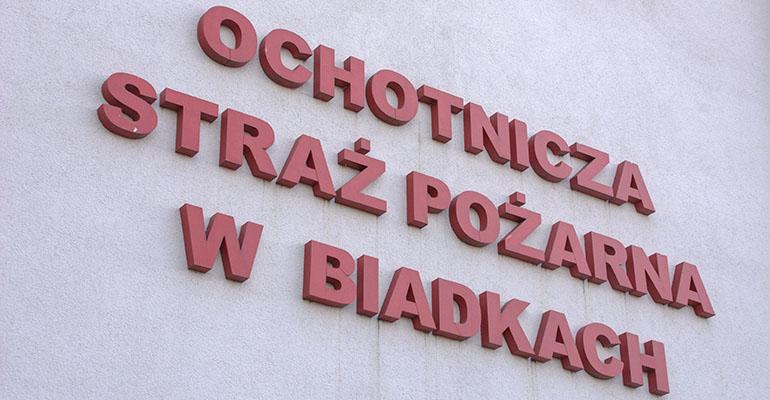 OCHOTNICZA
STRAŻ POŻARNA
W BIADKACH